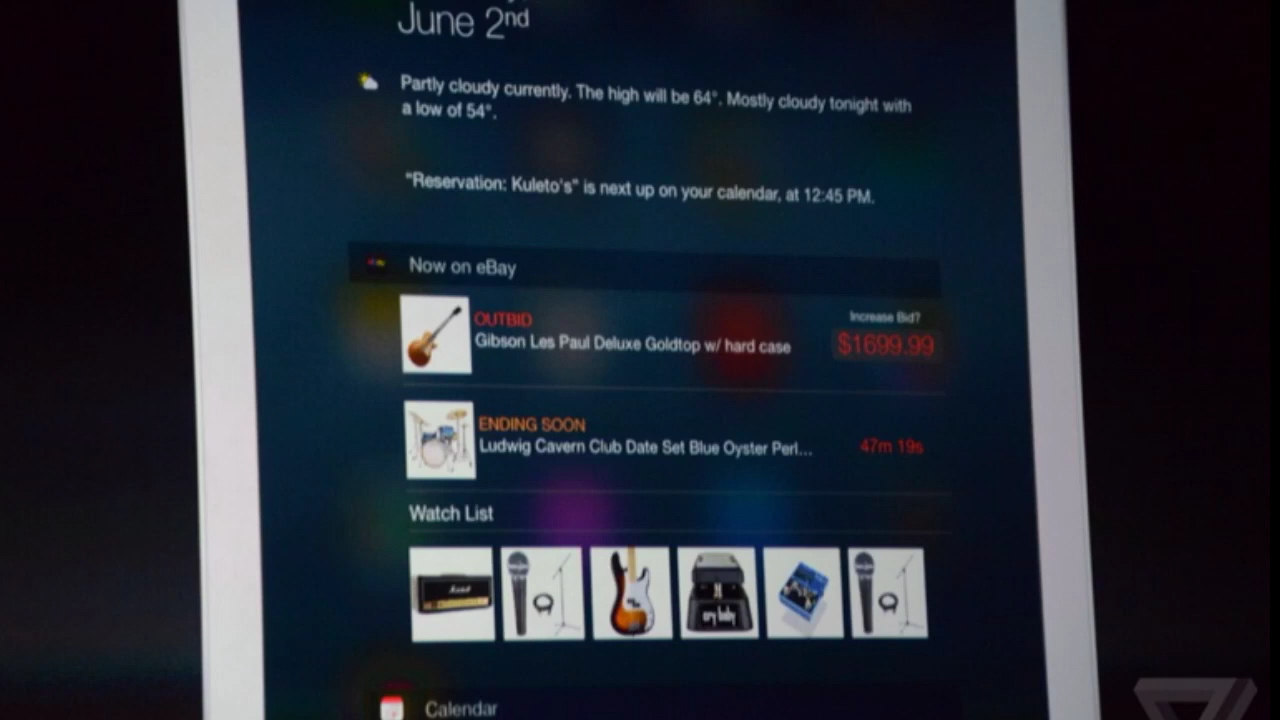 June 2nd
Partly cloudy currently. The high will be 64°. Mostly cloudy tonight with
a low of 54°.
"Reservation: Kuleto's" is next up on your calendar, at 12:45 PM.
Now on eBay
OUTBID
Increase Bid?
Gibson Les Paul Deluxe Goldtop w/ hard case
$1699.99
ENDING SOON
Ludwig Cavern Club Date Set Blue Oyster Perl...
47m 19s
Watch List
Marshall
cry baby
Calendar